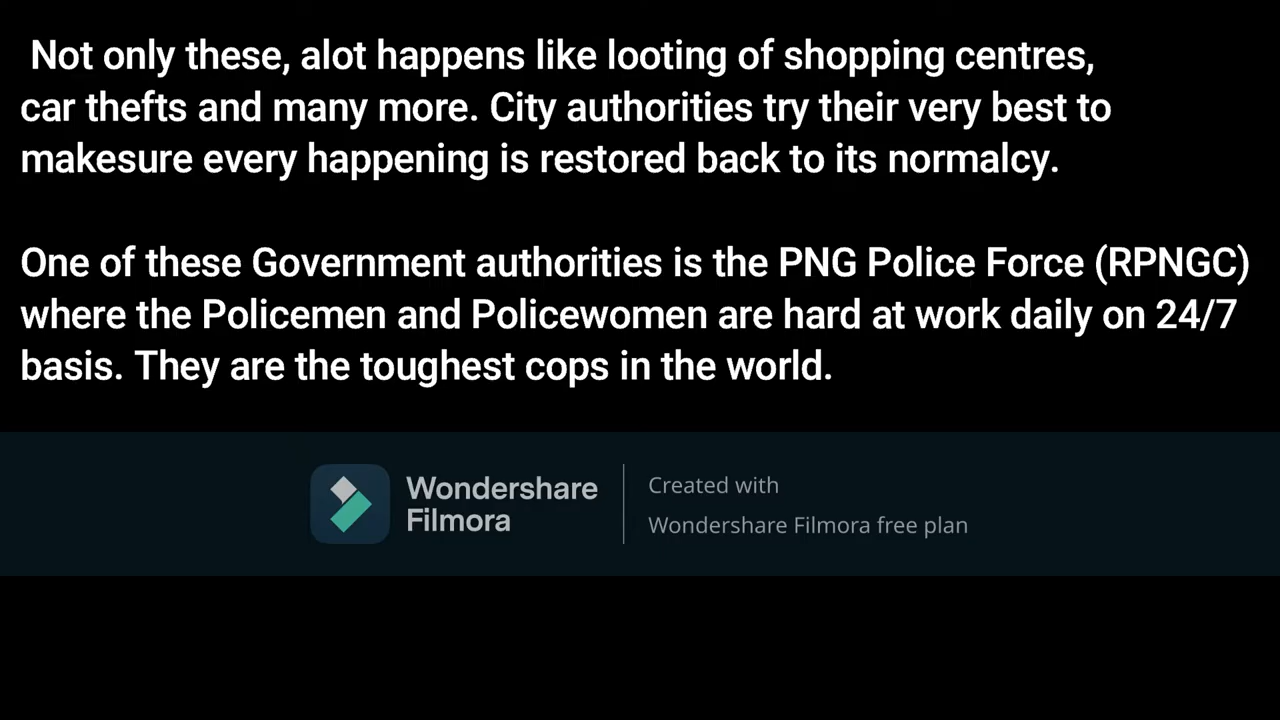 Not only these, alot happens like looting of shopping centres,
car thefts and many more. City authorities try their very best to
makesure every happening is restored back to its normalcy.
One of these Government authorities is the PNG Police Force (RPNGC)
where the Policemen and Policewomen are hard at work daily on 24/7
basis. They are the toughest cops in the world.
Wondershare
Filmora
Created with
Wondershare Filmora free plan